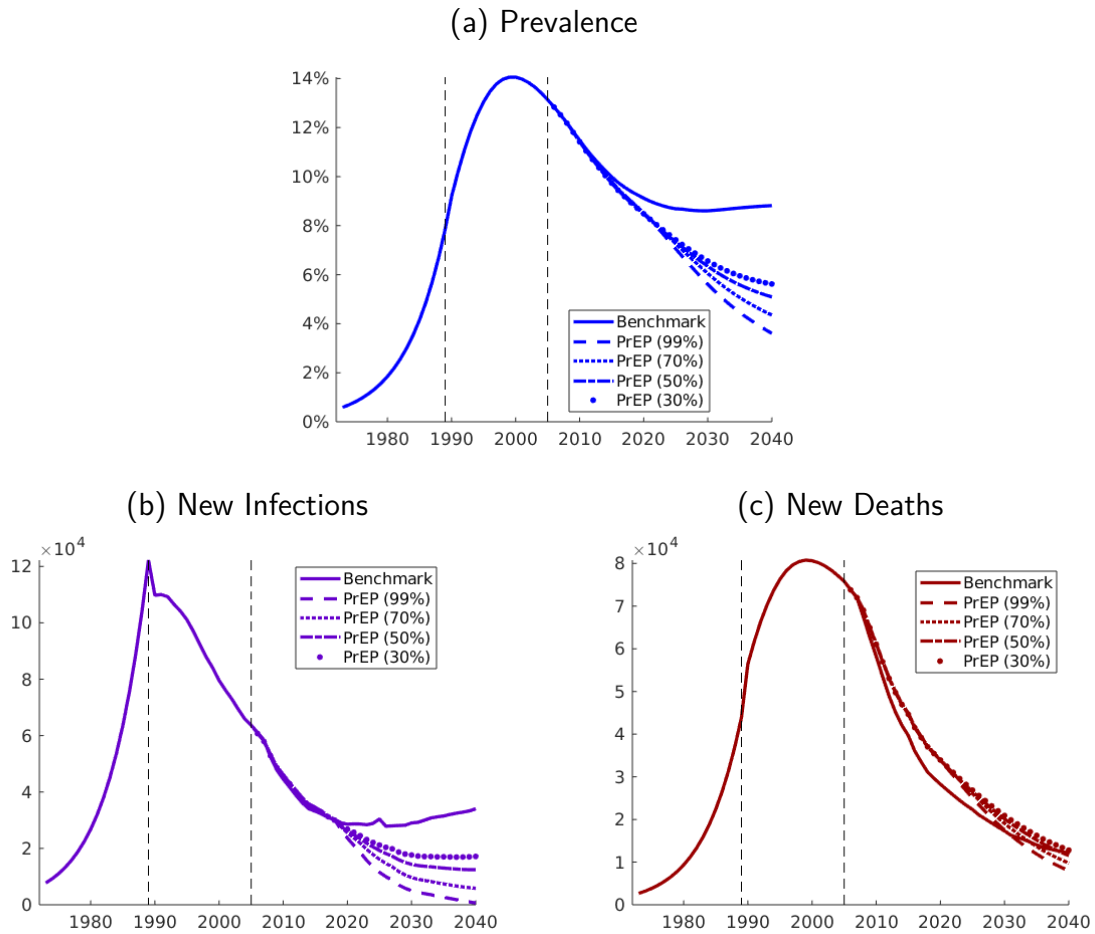 (a) Prevalence
14%
12%
10%
8%
6%
4%
2%
0%
Benchmark
PrEP (99%)
PrEP (70%)
PrEP (50%)
PrEP (30%)
1980 1990 2000 2010 2020 2030 2040
(b) New Infections
×10⁴
12
10
8
6
4
2
0
Benchmark
PrEP (99%)
PrEP (70%)
PrEP (50%)
PrEP (30%)
1980 1990 2000 2010 2020 2030 2040
(c) New Deaths
×10⁴
8
7
6
5
4
3
2
1
0
Benchmark
PrEP (99%)
PrEP (70%)
PrEP (50%)
PrEP (30%)
1980 1990 2000 2010 2020 2030 2040